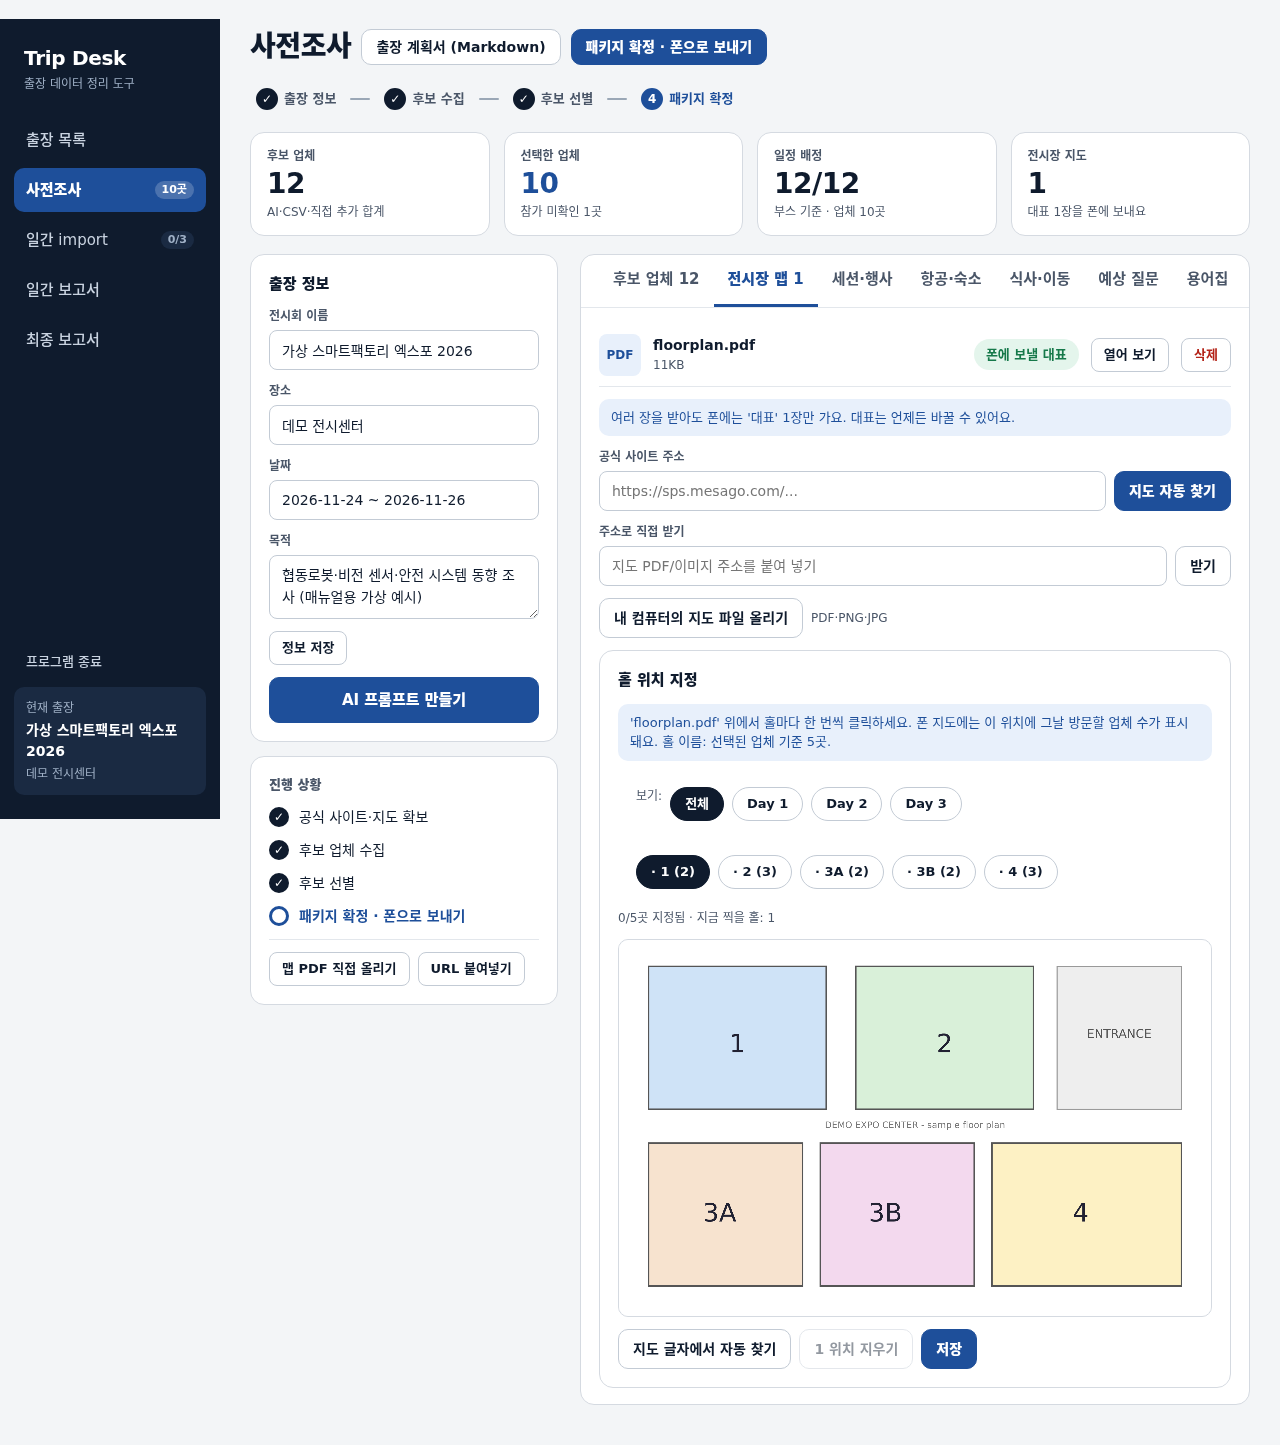 Trip Desk
출장 데이터 정리 도구
출장 목록
사전조사
10곳
일간 import
0/3
일간 보고서
최종 보고서
프로그램 종료
현재 출장
가상 스마트팩토리 엑스포
2026
데모 전시센터
사전조사
출장 계획서 (Markdown)
패키지 확정 · 폰으로 보내기
✓ 출장 정보
✓ 후보 수집
✓ 후보 선별
4 패키지 확정
후보 업체
12
AI·CSV·직접 추가 합계
선택한 업체
10
참가 미확인 1곳
일정 배정
12/12
부스 기준 · 업체 10곳
전시장 지도
1
대표 1장을 폰에 보내요
출장 정보
전시회 이름
가상 스마트팩토리 엑스포 2026
장소
데모 전시센터
날짜
2026-11-24 ~ 2026-11-26
목적
협동로봇·비전 센서·안전 시스템 동향 조
사 (매뉴얼용 가상 예시)
정보 저장
AI 프롬프트 만들기
진행 상황
✓ 공식 사이트·지도 확보
✓ 후보 업체 수집
✓ 후보 선별
패키지 확정 · 폰으로 보내기
맵 PDF 직접 올리기
URL 붙여넣기
후보 업체 12
전시장 맵 1
세션·행사
항공·숙소
식사·이동
예상 질문
용어집
PDF
floorplan.pdf
11KB
폰에 보낼 대표
열어 보기
삭제
여러 장을 받아도 폰에는 '대표' 1장만 가요. 대표는 언제든 바꿀 수 있어요.
공식 사이트 주소
https://sps.mesago.com/...
지도 자동 찾기
주소로 직접 받기
지도 PDF/이미지 주소를 붙여 넣기
받기
내 컴퓨터의 지도 파일 올리기
PDF·PNG·JPG
홀 위치 지정
'floorplan.pdf' 위에서 홀마다 한 번씩 클릭하세요. 폰 지도에는 이 위치에 그날 방문할 업체 수가 표시
돼요. 홀 이름: 선택된 업체 기준 5곳.
보기:
전체
Day 1
Day 2
Day 3
· 1 (2)
· 2 (3)
· 3A (2)
· 3B (2)
· 4 (3)
0/5곳 지정됨 · 지금 찍을 홀: 1
1
2
ENTRANCE
DEMO EXPO CENTER - samp e floor plan
3A
3B
4
지도 글자에서 자동 찾기
1 위치 지우기
저장